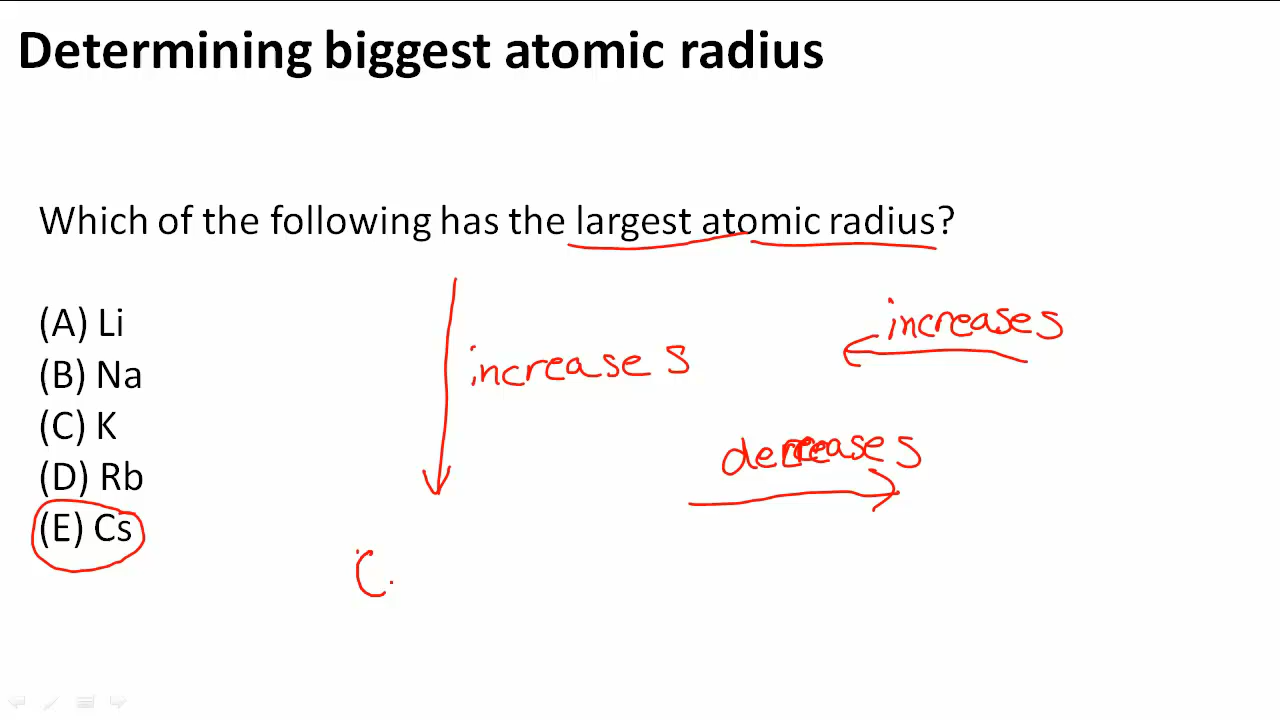 Determining biggest atomic radius
Which of the following has the largest atomic radius?
(A) Li
(B) Na
(C) K
(D) Rb
(E) Cs
increases
increases
decreases
C